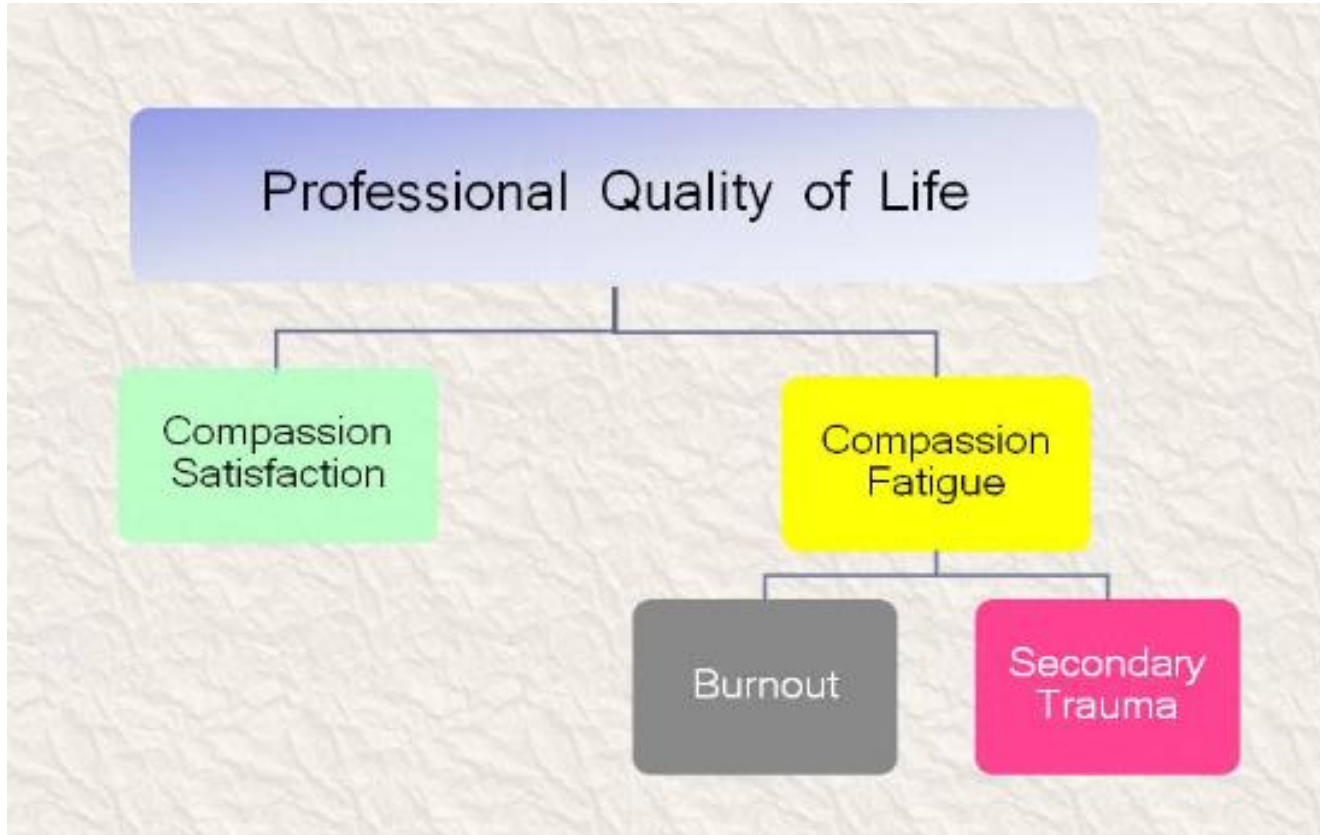 Professional Quality of Life
Compassion
Satisfaction
Compassion
Fatigue
Burnout
Secondary
Trauma